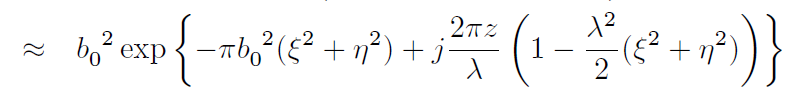 ≈ b₀² exp { −πb₀²(ξ² + η²) + j (2πz/λ) (1 − (λ²/2)(ξ² + η²)) }